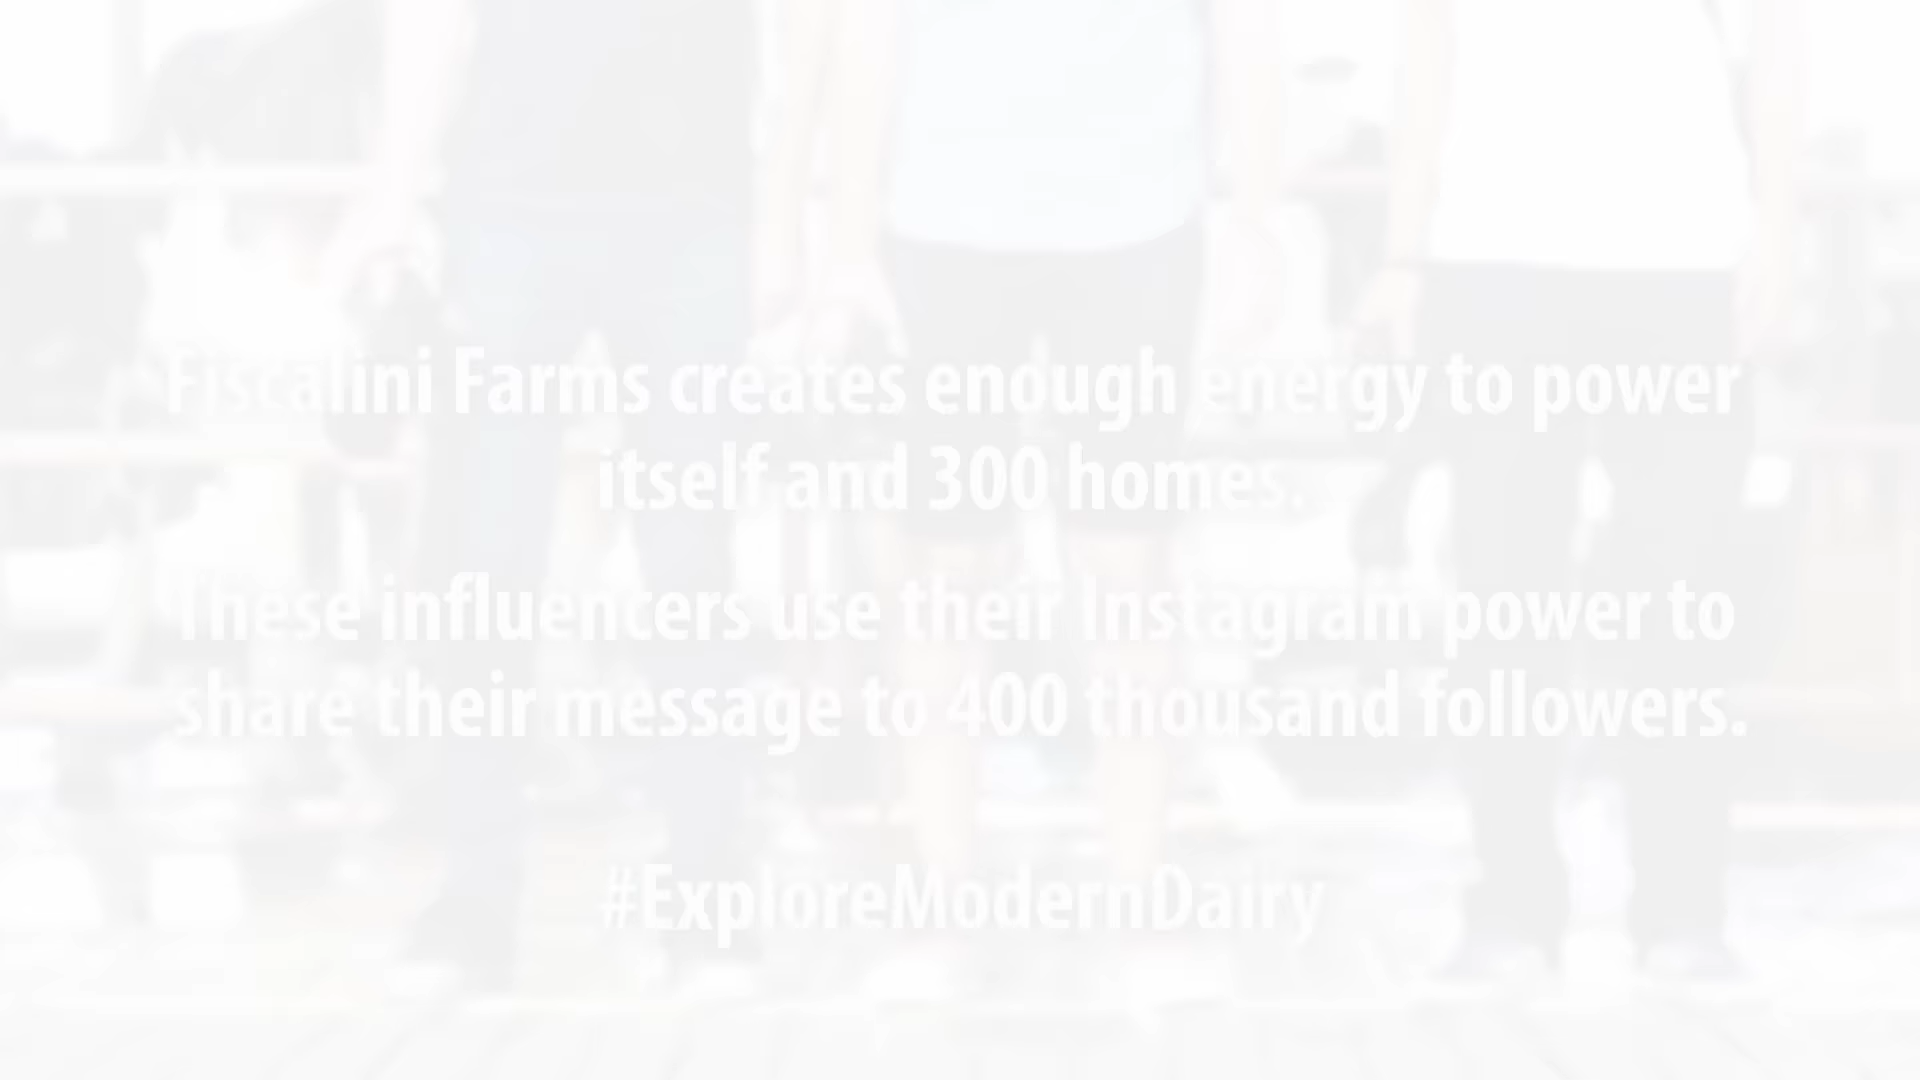 Fiscalini Farms creates enough energy to power
itself and 300 homes.
These influencers use their Instagram power to
share their message to 400 thousand followers.
#ExploreModernDairy